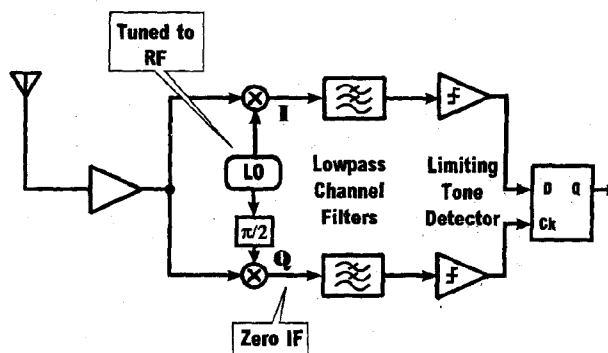 Tuned to
RF
I
LO
Lowpass
Channel
Filters
Limiting
Tone
Detector
D Q
Ck
π/2
Q
Zero IF